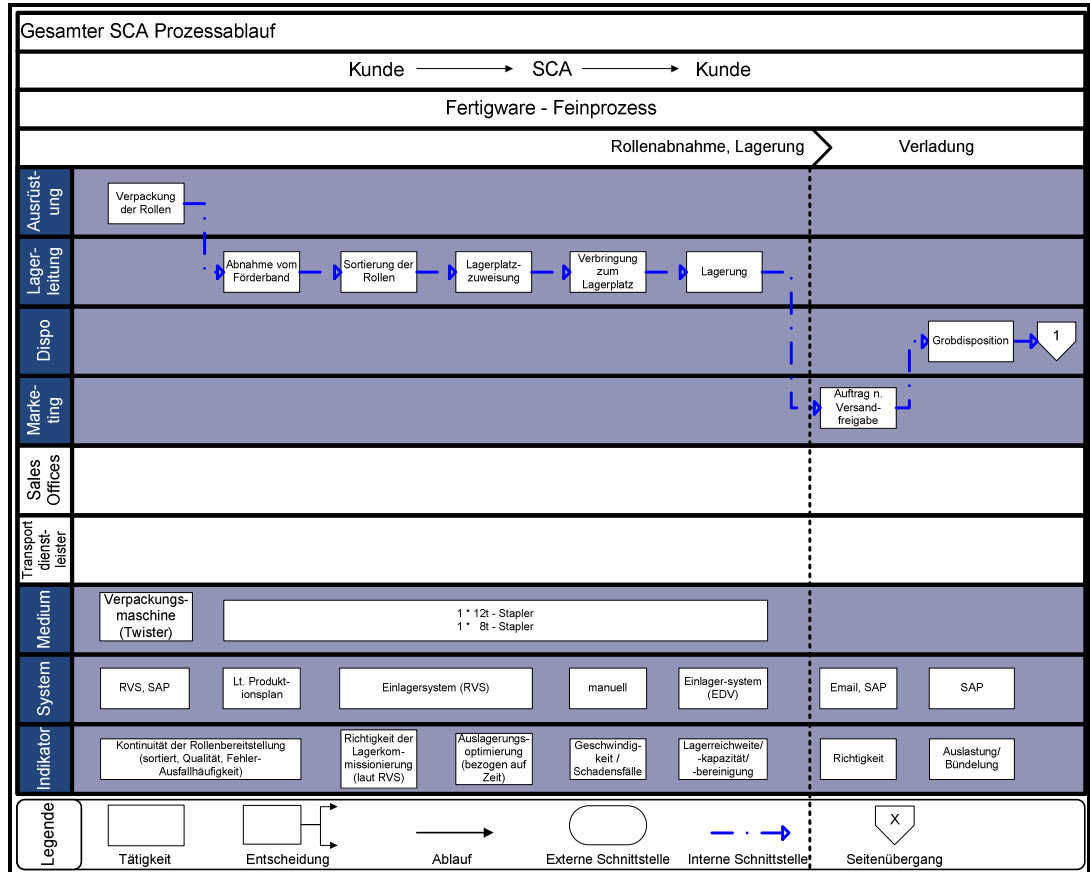 Gesamter SCA Prozessablauf
Kunde SCA Kunde
Fertigware - Feinprozess
Rollenabnahme, Lagerung Verladung
Ausrüst-
ung
Verpackung
der Rollen
Lager-
leitung
Abnahme vom
Förderband
Sortierung der
Rollen
Lagerplatz-
zuweisung
Verbringung
zum
Lagerplatz
Lagerung
Dispo
Grobdisposition
1
Marke-
ting
Auftrag n.
Versand-
freigabe
Sales
Offices
Transport
dienst-
leister
Medium
Verpackungs-
maschine
(Twister)
1 * 12t - Stapler
1 * 8t - Stapler
System
RVS, SAP
Lt. Produkt-
ionsplan
Einlagersystem (RVS)
manuell
Einlager-system
(EDV)
Email, SAP
SAP
Indikator
Kontinuität der Rollenbereitstellung
(sortiert, Qualität, Fehler-
Ausfallhäufigkeit)
Richtigkeit der
Lagerkom-
missionierung
(laut RVS)
Auslagerungs-
optimierung
(bezogen auf
Zeit)
Geschwindig-
keit /
Schadensfälle
Lagerreichweite/
-kapazität/
-bereinigung
Richtigkeit
Auslastung/
Bündelung
Legende
Tätigkeit
Entscheidung
Ablauf
Externe Schnittstelle
Interne Schnittstelle
X
Seitenübergang